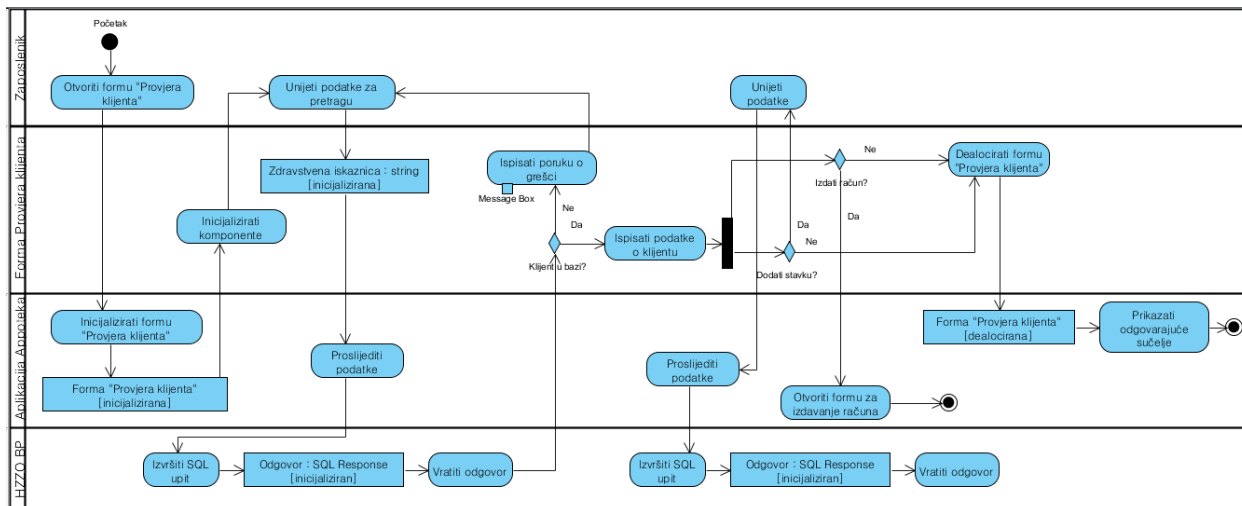 Zaposlenik
Početak
Otvoriti formu "Provjera
klijenta"
Unijeti podatke za
pretragu
Unijeti
podatke
Forma Provjera klijenta
Zdravstvena iskaznica : string
[inicijalizirana]
Inicijalizirati
komponente
Ispisati poruku o
grešci
Message Box
Ne
Da
Klijent u bazi?
Ispisati podatke
o klijentu
Ne
Izdati račun?
Da
Da
Ne
Dodati stavku?
Dealocirati formu
"Provjera klijenta"
Aplikacija Appoteka
Inicijalizirati formu
"Provjera klijenta"
Forma "Provjera klijenta"
[inicijalizirana]
Proslijediti
podatke
Proslijediti
podatke
Otvoriti formu za
izdavanje računa
Forma "Provjera klijenta"
[dealocirana]
Prikazati
odgovarajuće
sučelje
HZZO BP
Izvršiti SQL
upit
Odgovor : SQL Response
[inicijaliziran]
Vratiti odgovor
Izvršiti SQL
upit
Odgovor : SQL Response
[inicijaliziran]
Vratiti odgovor